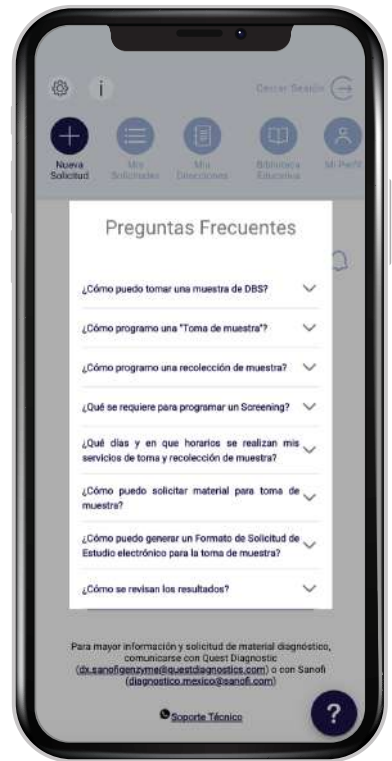 i
Cerrar Sesión
Nueva Solicitud
Mis Solicitudes
Mis Direcciones
Biblioteca Educativa
Mi Perfil
Preguntas Frecuentes
¿Cómo puedo tomar una muestra de DBS?
¿Cómo programo una "Toma de muestra"?
¿Cómo programo una recolección de muestra?
¿Qué se requiere para programar un Screening?
¿Qué días y en que horarios se realizan mis
servicios de toma y recolección de muestra?
¿Cómo puedo solicitar material para toma de
muestra?
¿Cómo puedo generar un Formato de Solicitud de
Estudio electrónico para la toma de muestra?
¿Cómo se revisan los resultados?
Para mayor información y solicitud de material diagnóstico,
comunicarse con Quest Diagnostic
(dx.sanofigenzyme@questdiagnostics.com) o con Sanofi
(diagnostico.mexico@sanofi.com)
Soporte Técnico
?